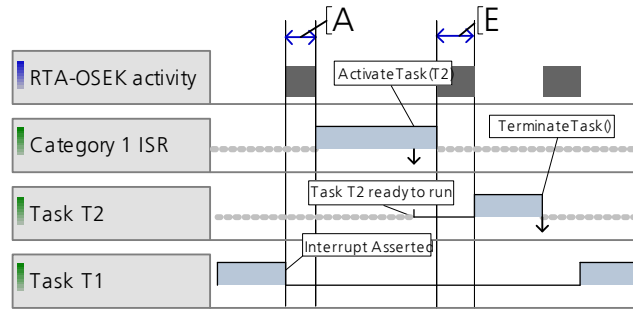 A
E
RTA-OSEK activity
ActivateTask(T2)
Category 1 ISR
TerminateTask()
Task T2 ready to run
Task T2
Interrupt Asserted
Task T1